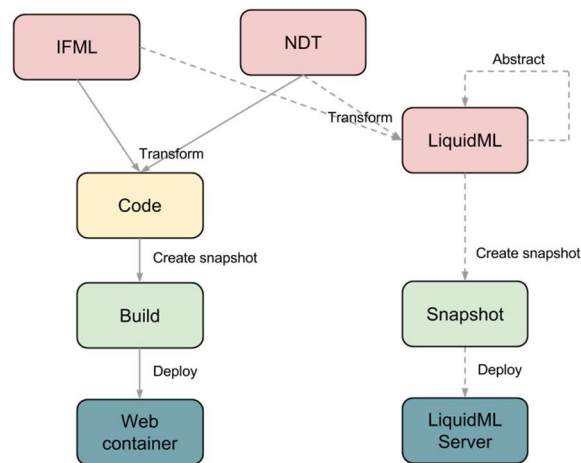 IFML
NDT
Abstract
Transform
LiquidML
Transform
Code
Create snapshot
Create snapshot
Build
Snapshot
Deploy
Deploy
Web
container
LiquidML
Server